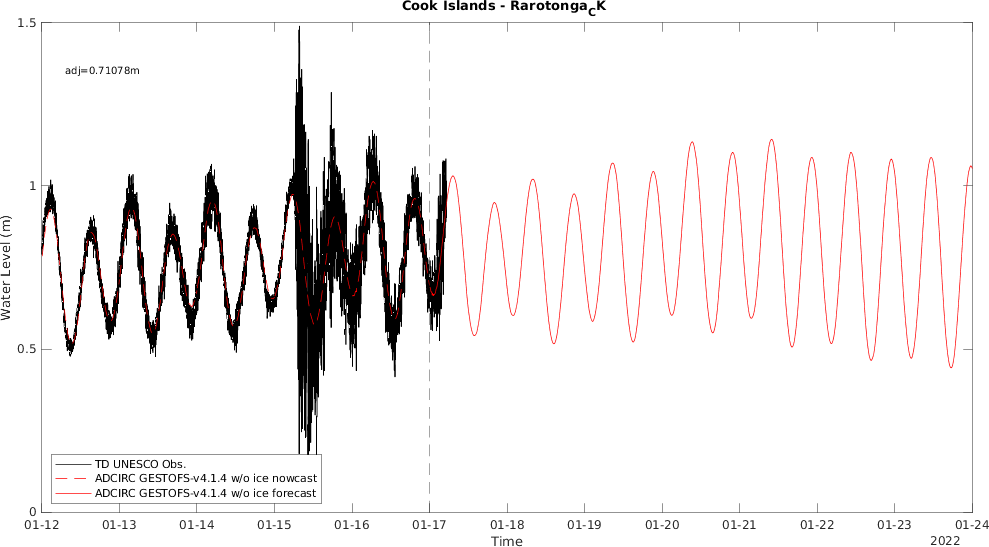 Cook Islands - Rarotonga_CK
1.5
adj=0.71078m
1
Water Level (m)
0.5
TD UNESCO Obs.
ADCIRC GESTOFS-v4.1.4 w/o ice nowcast
ADCIRC GESTOFS-v4.1.4 w/o ice forecast
0
01-12 01-13 01-14 01-15 01-16 01-17 01-18 01-19 01-20 01-21 01-22 01-23 01-24
Time
2022